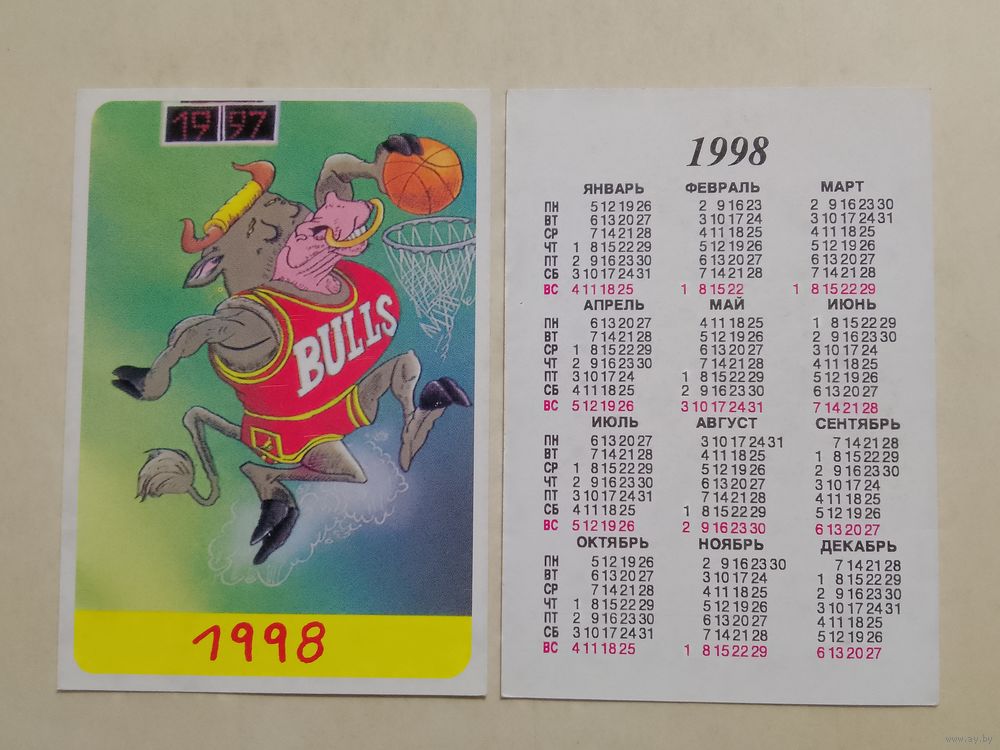 19 97
BULLS
1998
1998
ЯНВАРЬ ФЕВРАЛЬ МАРТ
ПН 5 12 19 26 2 9 16 23 2 9 16 23 30
ВТ 6 13 20 27 3 10 17 24 3 10 17 24 31
СР 7 14 21 28 4 11 18 25 4 11 18 25
ЧТ 1 8 15 22 29 5 12 19 26 5 12 19 26
ПТ 2 9 16 23 30 6 13 20 27 6 13 20 27
СБ 3 10 17 24 31 7 14 21 28 7 14 21 28
ВС 4 11 18 25 1 8 15 22 1 8 15 22 29
АПРЕЛЬ МАЙ ИЮНЬ
ПН 6 13 20 27 4 11 18 25 1 8 15 22 29
ВТ 7 14 21 28 5 12 19 26 2 9 16 23 30
СР 1 8 15 22 29 6 13 20 27 3 10 17 24
ЧТ 2 9 16 23 30 7 14 21 28 4 11 18 25
ПТ 3 10 17 24 1 8 15 22 29 5 12 19 26
СБ 4 11 18 25 2 9 16 23 30 6 13 20 27
ВС 5 12 19 26 3 10 17 24 31 7 14 21 28
ИЮЛЬ АВГУСТ СЕНТЯБРЬ
ПН 6 13 20 27 3 10 17 24 31 7 14 21 28
ВТ 7 14 21 28 4 11 18 25 1 8 15 22 29
СР 1 8 15 22 29 5 12 19 26 2 9 16 23 30
ЧТ 2 9 16 23 30 6 13 20 27 3 10 17 24
ПТ 3 10 17 24 31 7 14 21 28 4 11 18 25
СБ 4 11 18 25 1 8 15 22 29 5 12 19 26
ВС 5 12 19 26 2 9 16 23 30 6 13 20 27
ОКТЯБРЬ НОЯБРЬ ДЕКАБРЬ
ПН 5 12 19 26 2 9 16 23 30 7 14 21 28
ВТ 6 13 20 27 3 10 17 24 1 8 15 22 29
СР 7 14 21 28 4 11 18 25 2 9 16 23 30
ЧТ 1 8 15 22 29 5 12 19 26 3 10 17 24 31
ПТ 2 9 16 23 30 6 13 20 27 4 11 18 25
СБ 3 10 17 24 31 7 14 21 28 5 12 19 26
ВС 4 11 18 25 1 8 15 22 29 6 13 20 27
www.ay.by